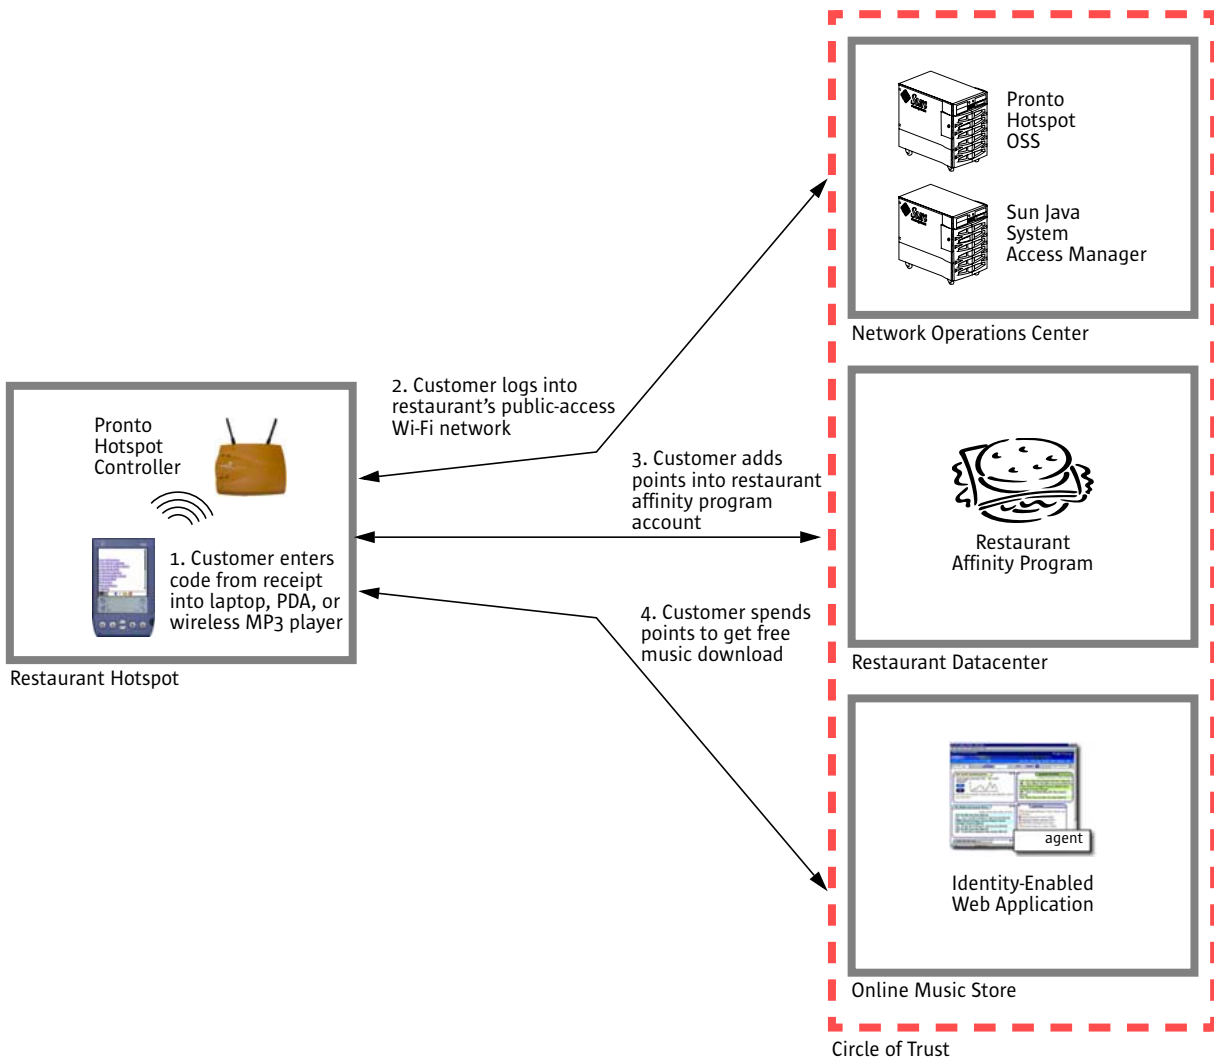 Pronto
Hotspot
OSS
Sun
Sun Java
System
Access Manager
Sun
Network Operations Center
2. Customer logs into
restaurant's public-access
Wi-Fi network
Pronto
Hotspot
Controller
3. Customer adds
points into restaurant
affinity program
account
1. Customer enters
code from receipt
into laptop, PDA, or
wireless MP3 player
Restaurant Hotspot
Restaurant
Affinity Program
4. Customer spends
points to get free
music download
Restaurant Datacenter
agent
Identity-Enabled
Web Application
Online Music Store
Circle of Trust